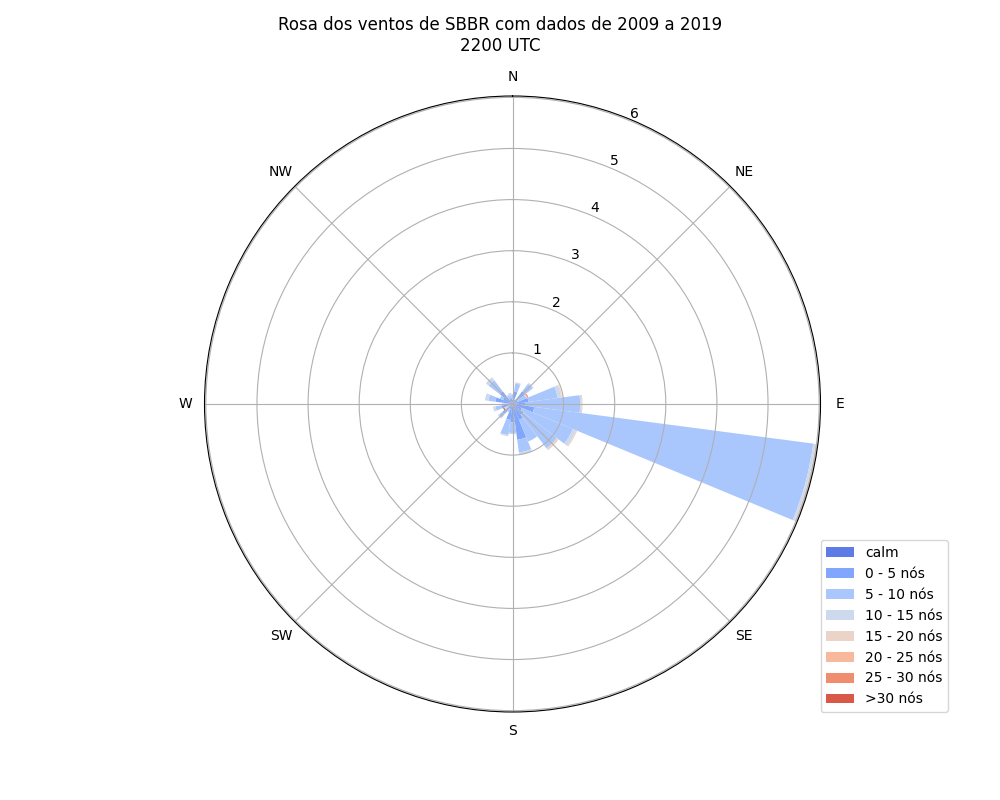 Rosa dos ventos de SBBR com dados de 2009 a 2019
2200 UTC
N
NW
NE
6
5
4
3
2
1
W
E
SW
SE
S
calm
0 - 5 nós
5 - 10 nós
10 - 15 nós
15 - 20 nós
20 - 25 nós
25 - 30 nós
>30 nós